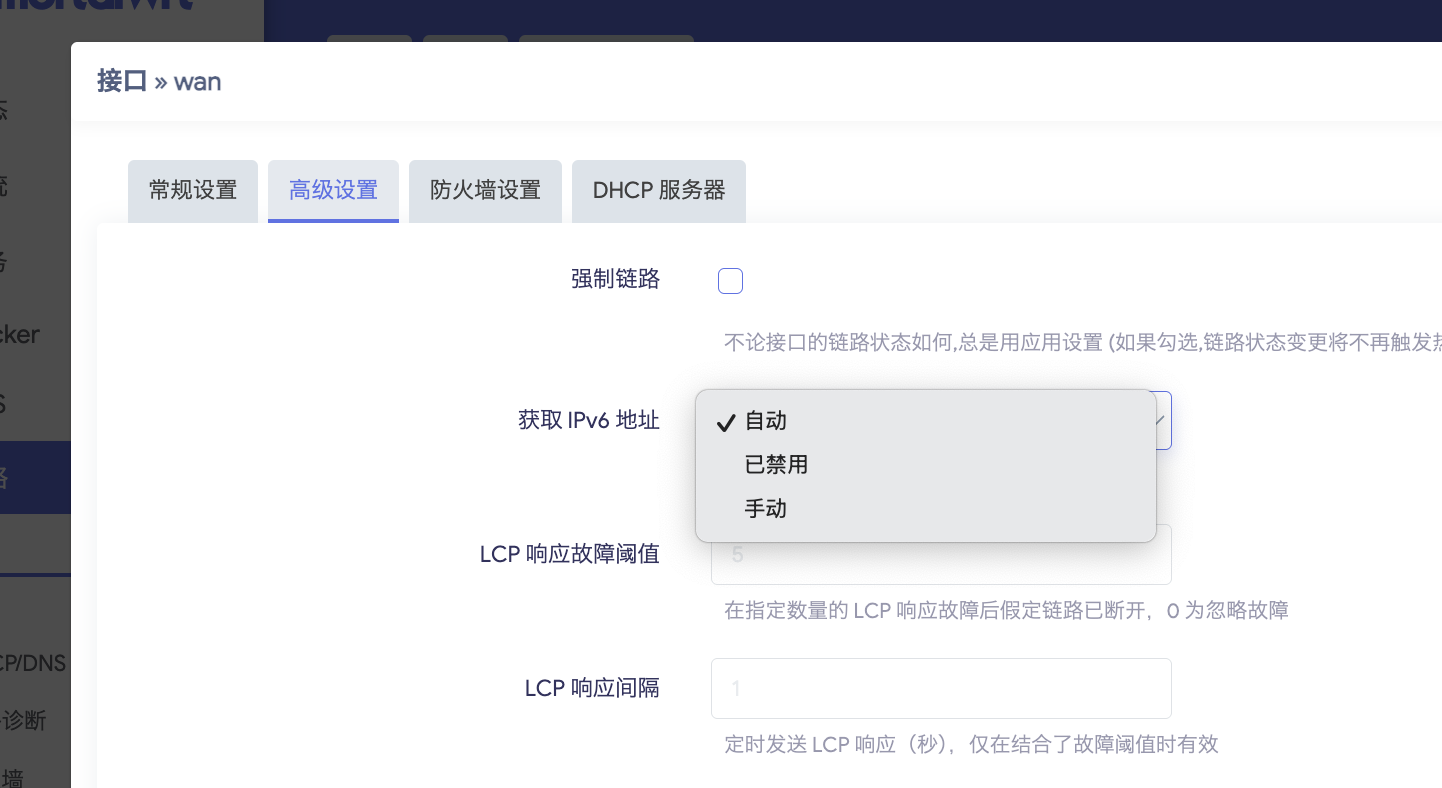 接口 » wan
常规设置 高级设置 防火墙设置 DHCP 服务器
强制链路
不论接口的链路状态如何,总是用应用设置 (如果勾选,链路状态变更将不再触发
获取 IPv6 地址
自动
已禁用
手动
LCP 响应故障阈值
5
在指定数量的 LCP 响应故障后假定链路已断开，0 为忽略故障
LCP 响应间隔
1
定时发送 LCP 响应（秒），仅在结合了故障阈值时有效
cker
CP/DNS
诊断
墙